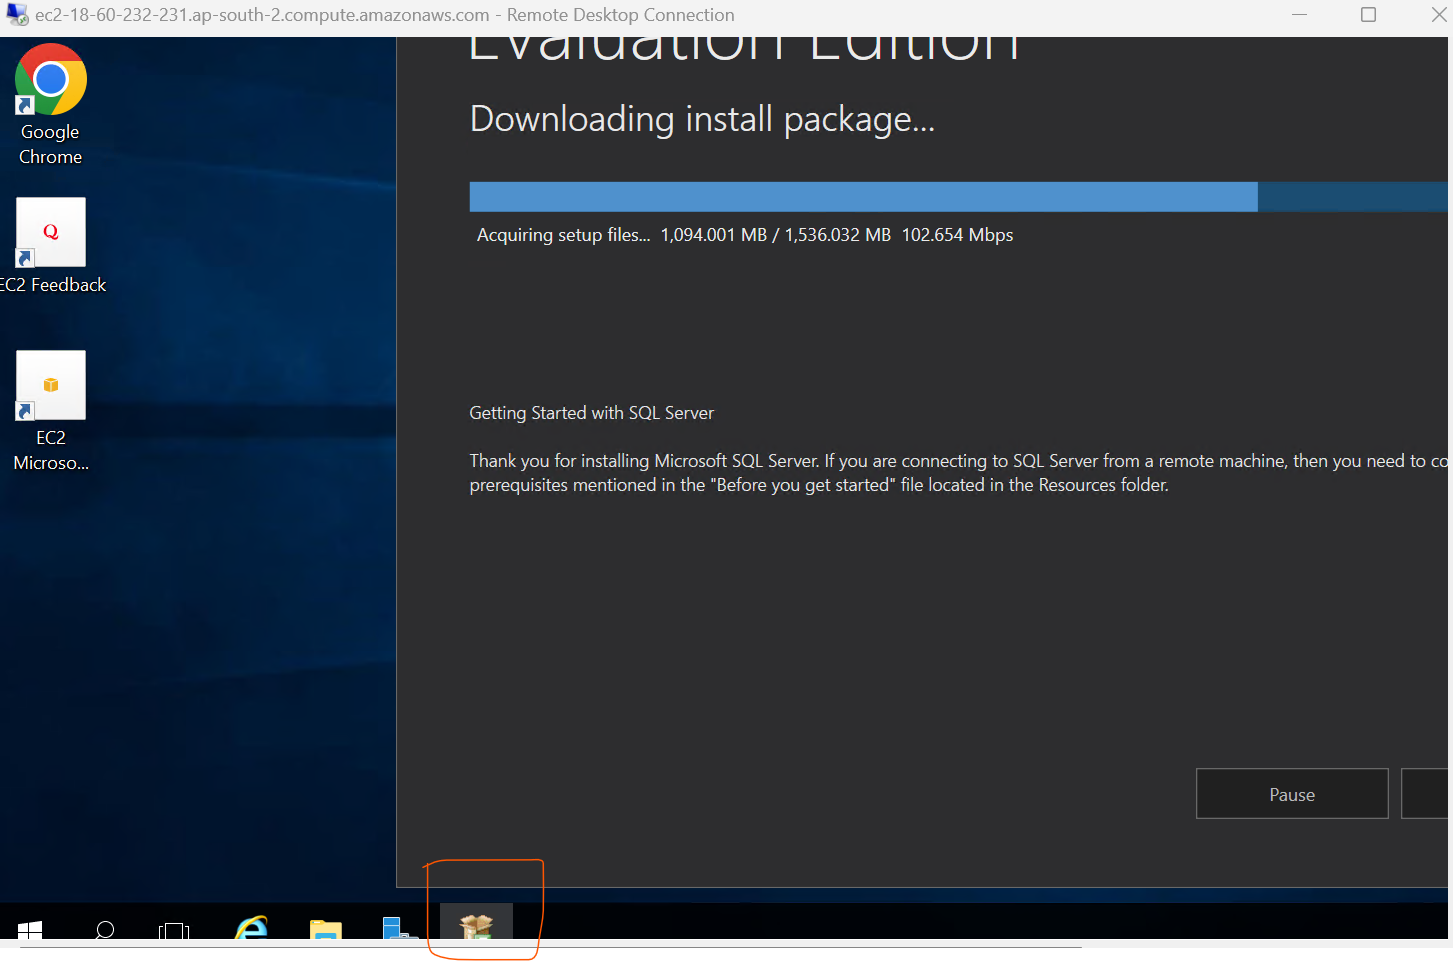 ec2-18-60-232-231.ap-south-2.compute.amazonaws.com - Remote Desktop Connection
Evaluation Edition
Google
Chrome
Downloading install package...
Acquiring setup files... 1,094.001 MB / 1,536.032 MB 102.654 Mbps
Q
EC2 Feedback
EC2
Microso...
Getting Started with SQL Server
Thank you for installing Microsoft SQL Server. If you are connecting to SQL Server from a remote machine, then you need to co
prerequisites mentioned in the "Before you get started" file located in the Resources folder.
Pause